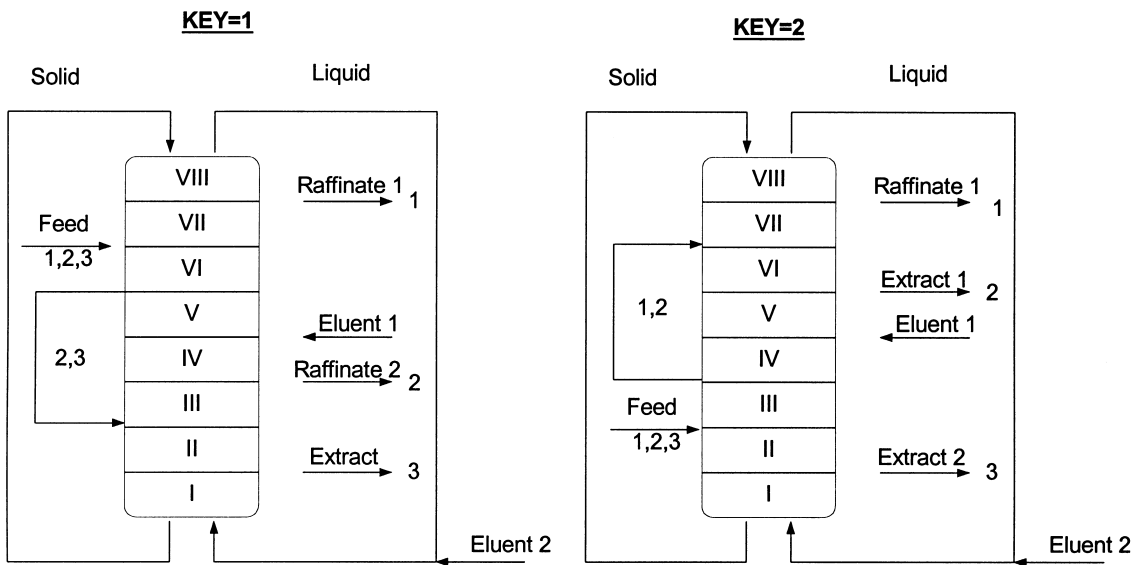 KEY=1
Solid
Liquid
VIII
VII
VI
V
IV
III
II
I
Feed
1,2,3
2,3
Raffinate 1
1
Eluent 1
Raffinate 2
2
Extract
3
Eluent 2
KEY=2
Solid
Liquid
VIII
VII
VI
V
IV
III
II
I
1,2
Feed
1,2,3
Raffinate 1
1
Extract 1
2
Eluent 1
Extract 2
3
Eluent 2